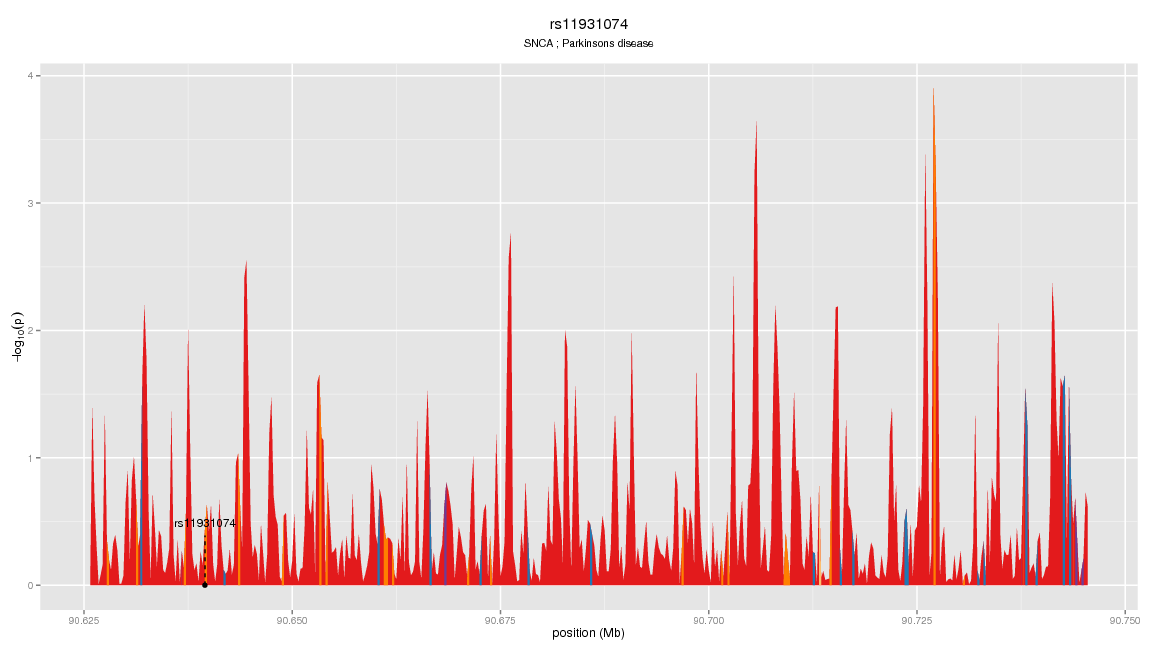 rs11931074
SNCA ; Parkinsons disease
4
3
2
1
0
-log10(p)
rs11931074
90.625 90.650 90.675 90.700 90.725 90.750
position (Mb)